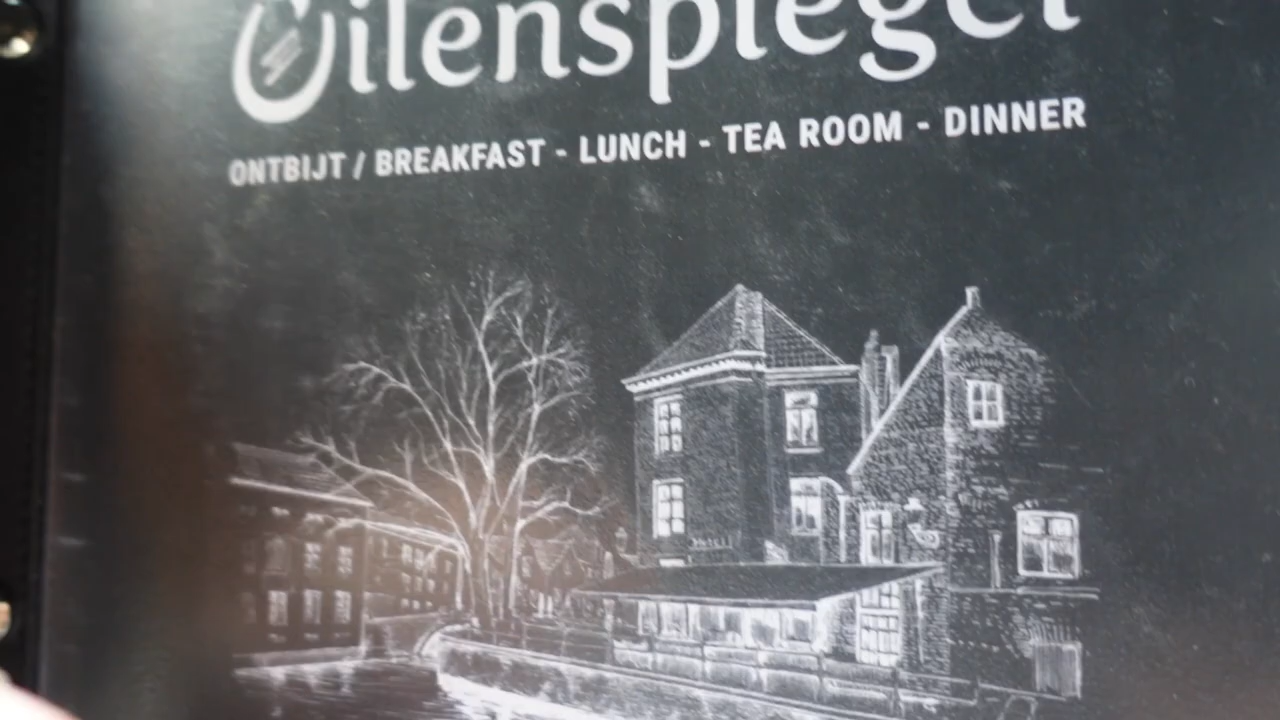 Uilenspiegel
ONTBIJT / BREAKFAST - LUNCH - TEA ROOM - DINNER